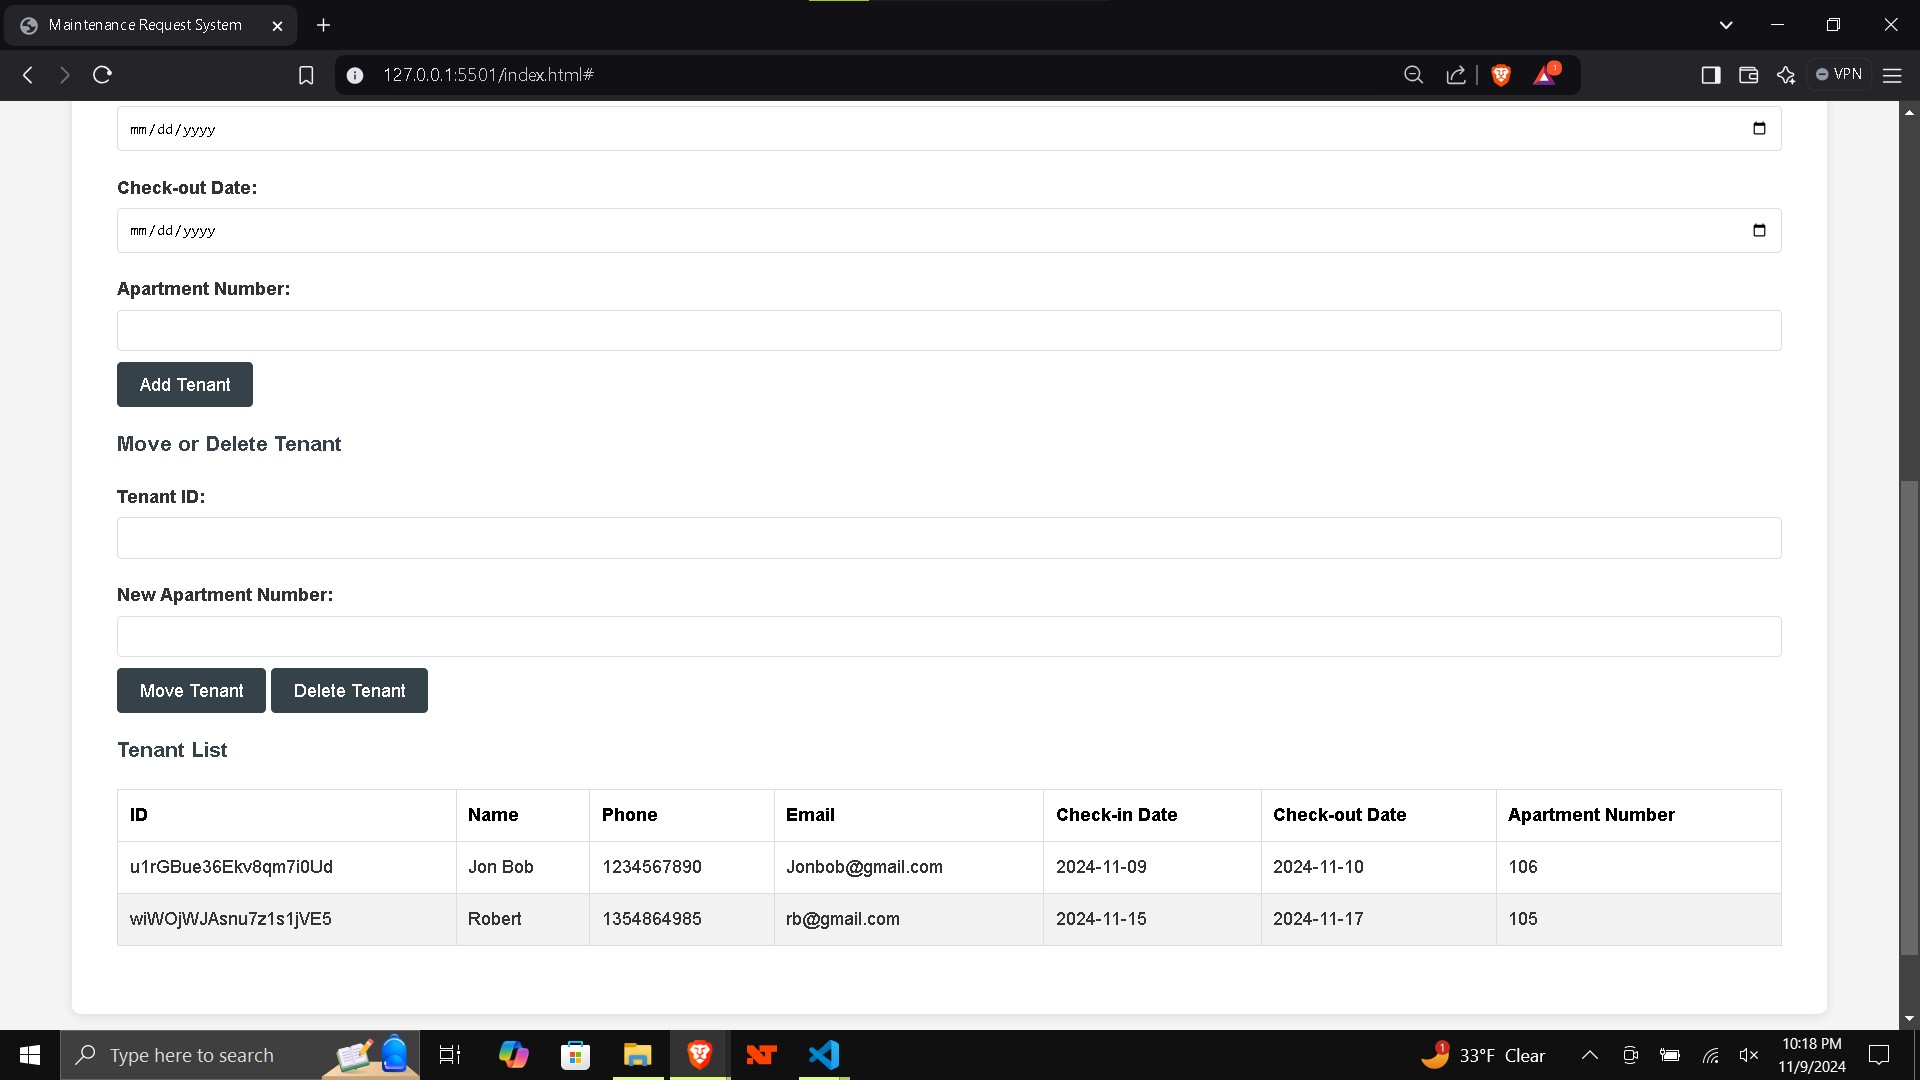 Maintenance Request System
127.0.0.1:5501/index.html#
1
VPN
mm/dd/yyyy
Check-out Date:
mm/dd/yyyy
Apartment Number:
Add Tenant
Move or Delete Tenant
Tenant ID:
New Apartment Number:
Move Tenant Delete Tenant
Tenant List
ID Name Phone Email Check-in Date Check-out Date Apartment Number
u1rGBue36Ekv8qm7i0Ud Jon Bob 1234567890 Jonbob@gmail.com 2024-11-09 2024-11-10 106
wiWOjWJAsnu7z1s1jVE5 Robert 1354864985 rb@gmail.com 2024-11-15 2024-11-17 105
Type here to search
NT
1
33°F Clear
10:18 PM
11/9/2024